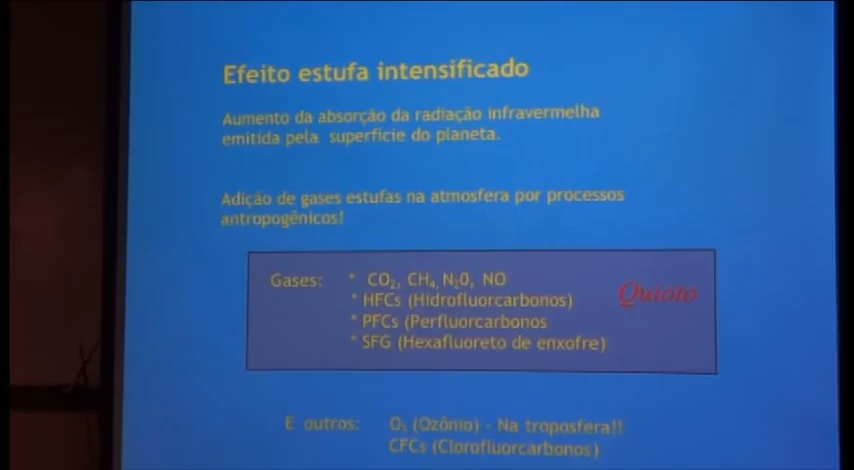 Efeito estufa intensificado
Aumento da absorção da radiação infravermelha
emitida pela superfície do planeta.
Adição de gases estufas na atmosfera por processos
antropogênicos!
Gases: * CO₂, CH₄, N₂0, NO
* HFCs (Hidrofluorcarbonos)
Quioto
* PFCs (Perfluorcarbonos
* SFG (Hexafluoreto de enxofre)
E outros: O₃ (Ozônio) - Na troposfera!!
CFCs (Clorofluorcarbonos)